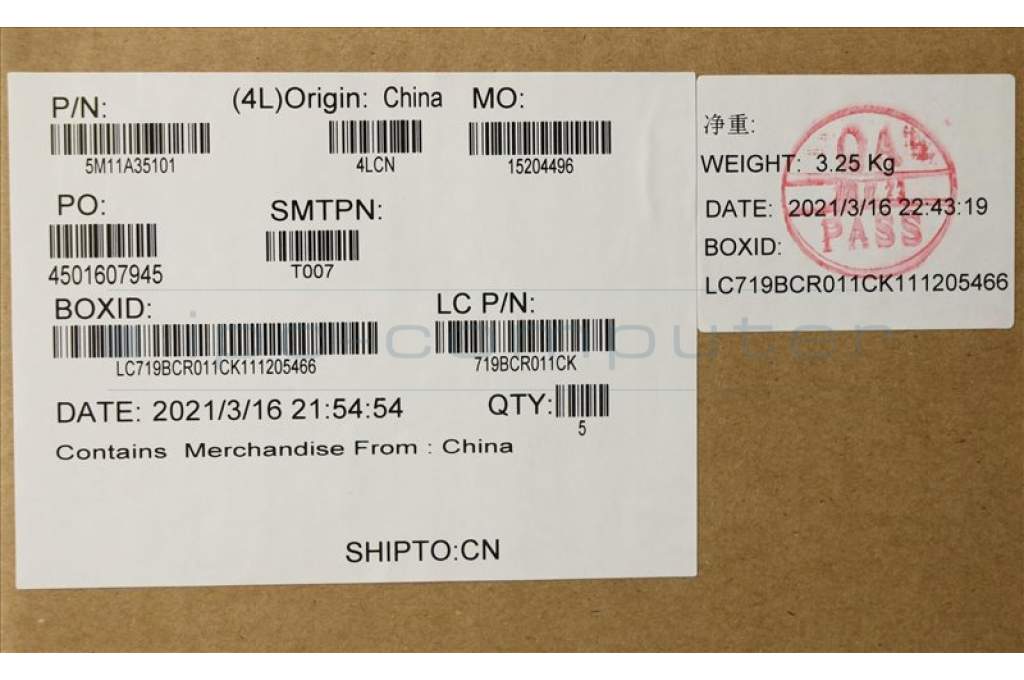 P/N:
5M11A35101
(4L)Origin: China
4LCN
MO:
15204496
PO:
4501607945
SMTPN:
T007
BOXID:
LC719BCR011CK111205466
LC P/N:
719BCR011CK
DATE: 2021/3/16 21:54:54
QTY:
5
Contains Merchandise From : China
SHIPTO:CN
净重:
WEIGHT: 3.25 Kg
DATE: 2021/3/16 22:43:19
BOXID:
LC719BCR011CK111205466
QA
PASS
ipc-computer